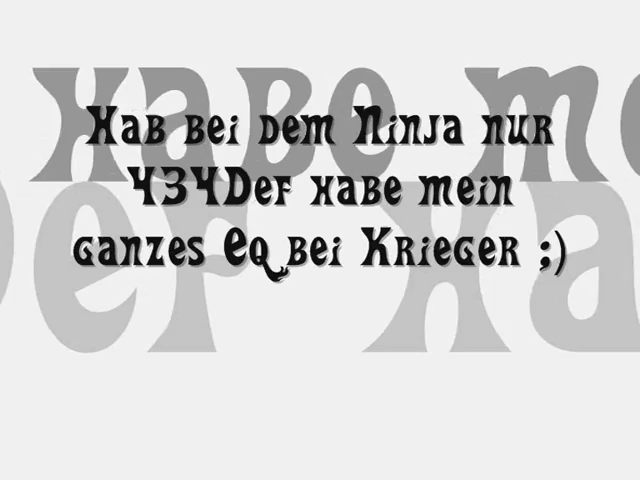 Hab bei dem Ninja nur
434Def habe mein
ganzes Eq bei Krieger ;)